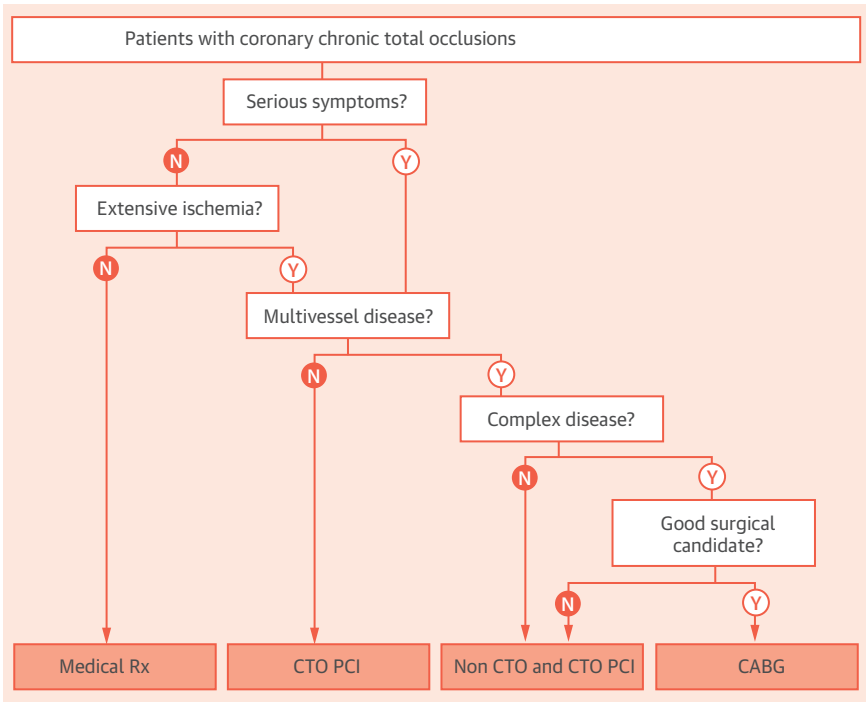 Patients with coronary chronic total occlusions
Serious symptoms?
N
Y
Extensive ischemia?
N
Y
Multivessel disease?
N
Y
Complex disease?
N
Y
Good surgical
candidate?
N
Y
Medical Rx
CTO PCI
Non CTO and CTO PCI
CABG